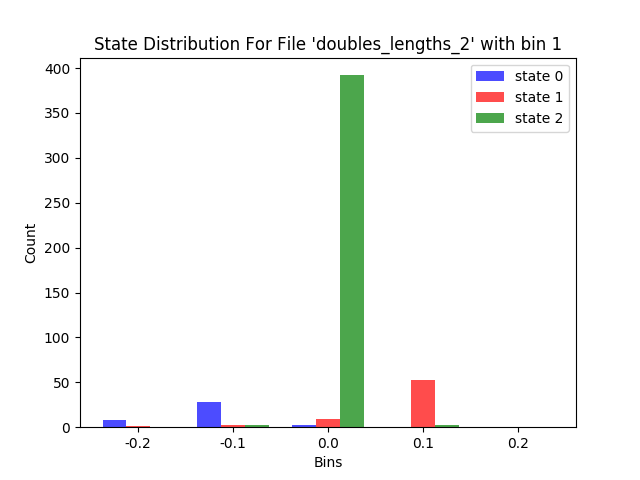 State Distribution For File 'doubles_lengths_2' with bin 1
state 0
state 1
state 2
400
350
300
250
200
150
100
50
0
Count
-0.2 -0.1 0.0 0.1 0.2
Bins